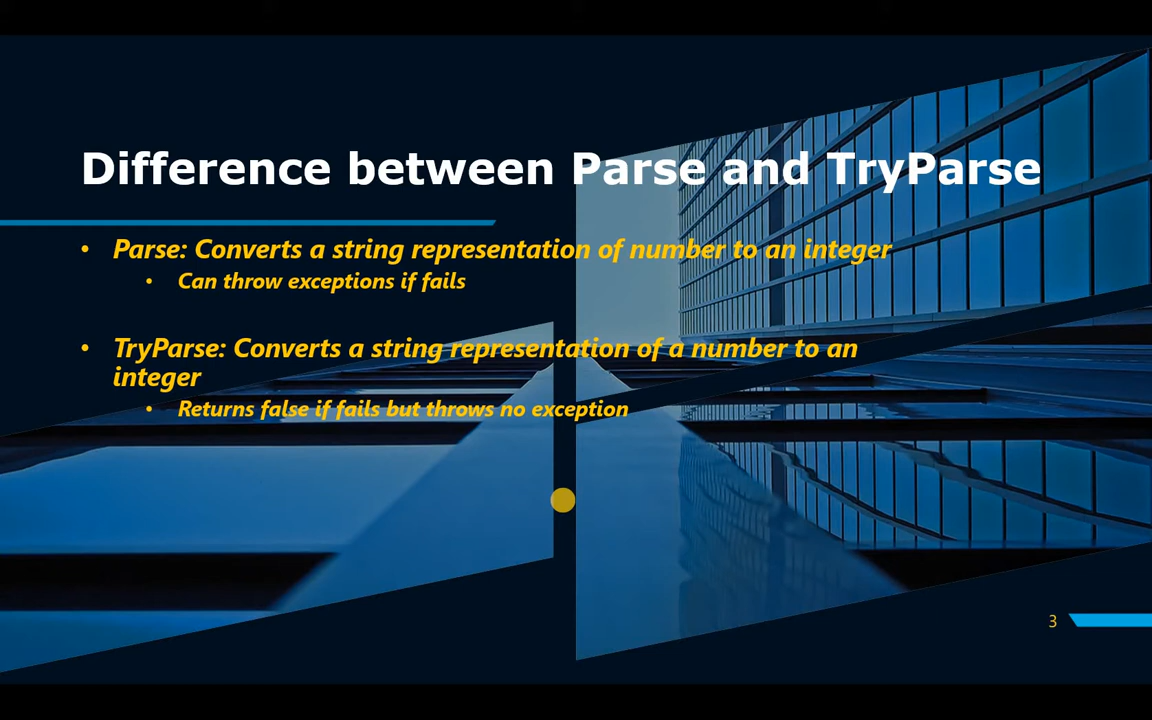 Difference between Parse and TryParse
• Parse: Converts a string representation of number to an integer
• Can throw exceptions if fails
• TryParse: Converts a string representation of a number to an
integer
• Returns false if fails but throws no exception
3